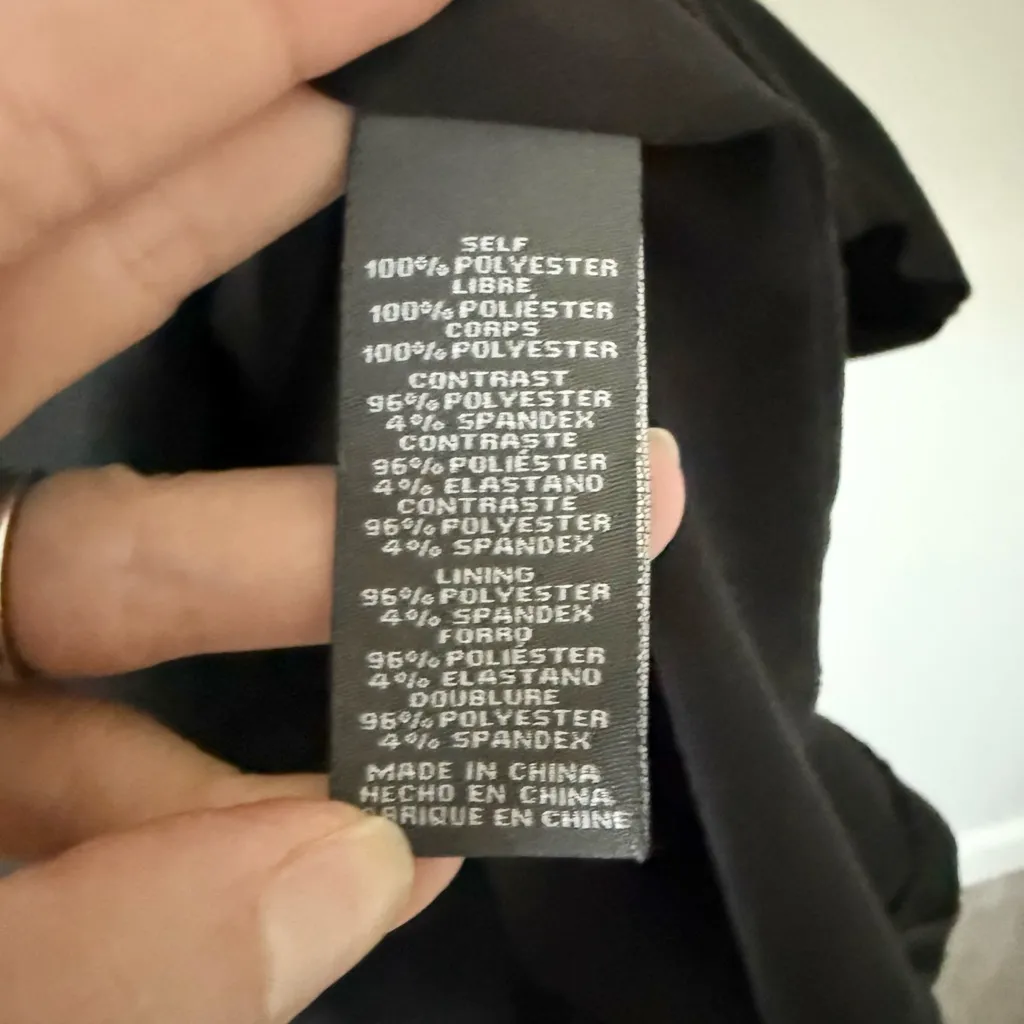 SELF
100% POLYESTER
LIBRE
100% POLIÉSTER
CORPS
100% POLYESTER
CONTRAST
96% POLYESTER
4% SPANDEX
CONTRASTE
96% POLIÉSTER
4% ELASTANO
CONTRASTE
96% POLYESTER
4% SPANDEX
LINING
96% POLYESTER
4% SPANDEX
FORRO
96% POLIÉSTER
4% ELASTANO
DOUBLURE
96% POLYESTER
4% SPANDEX
MADE IN CHINA
HECHO EN CHINA
EN CHINE